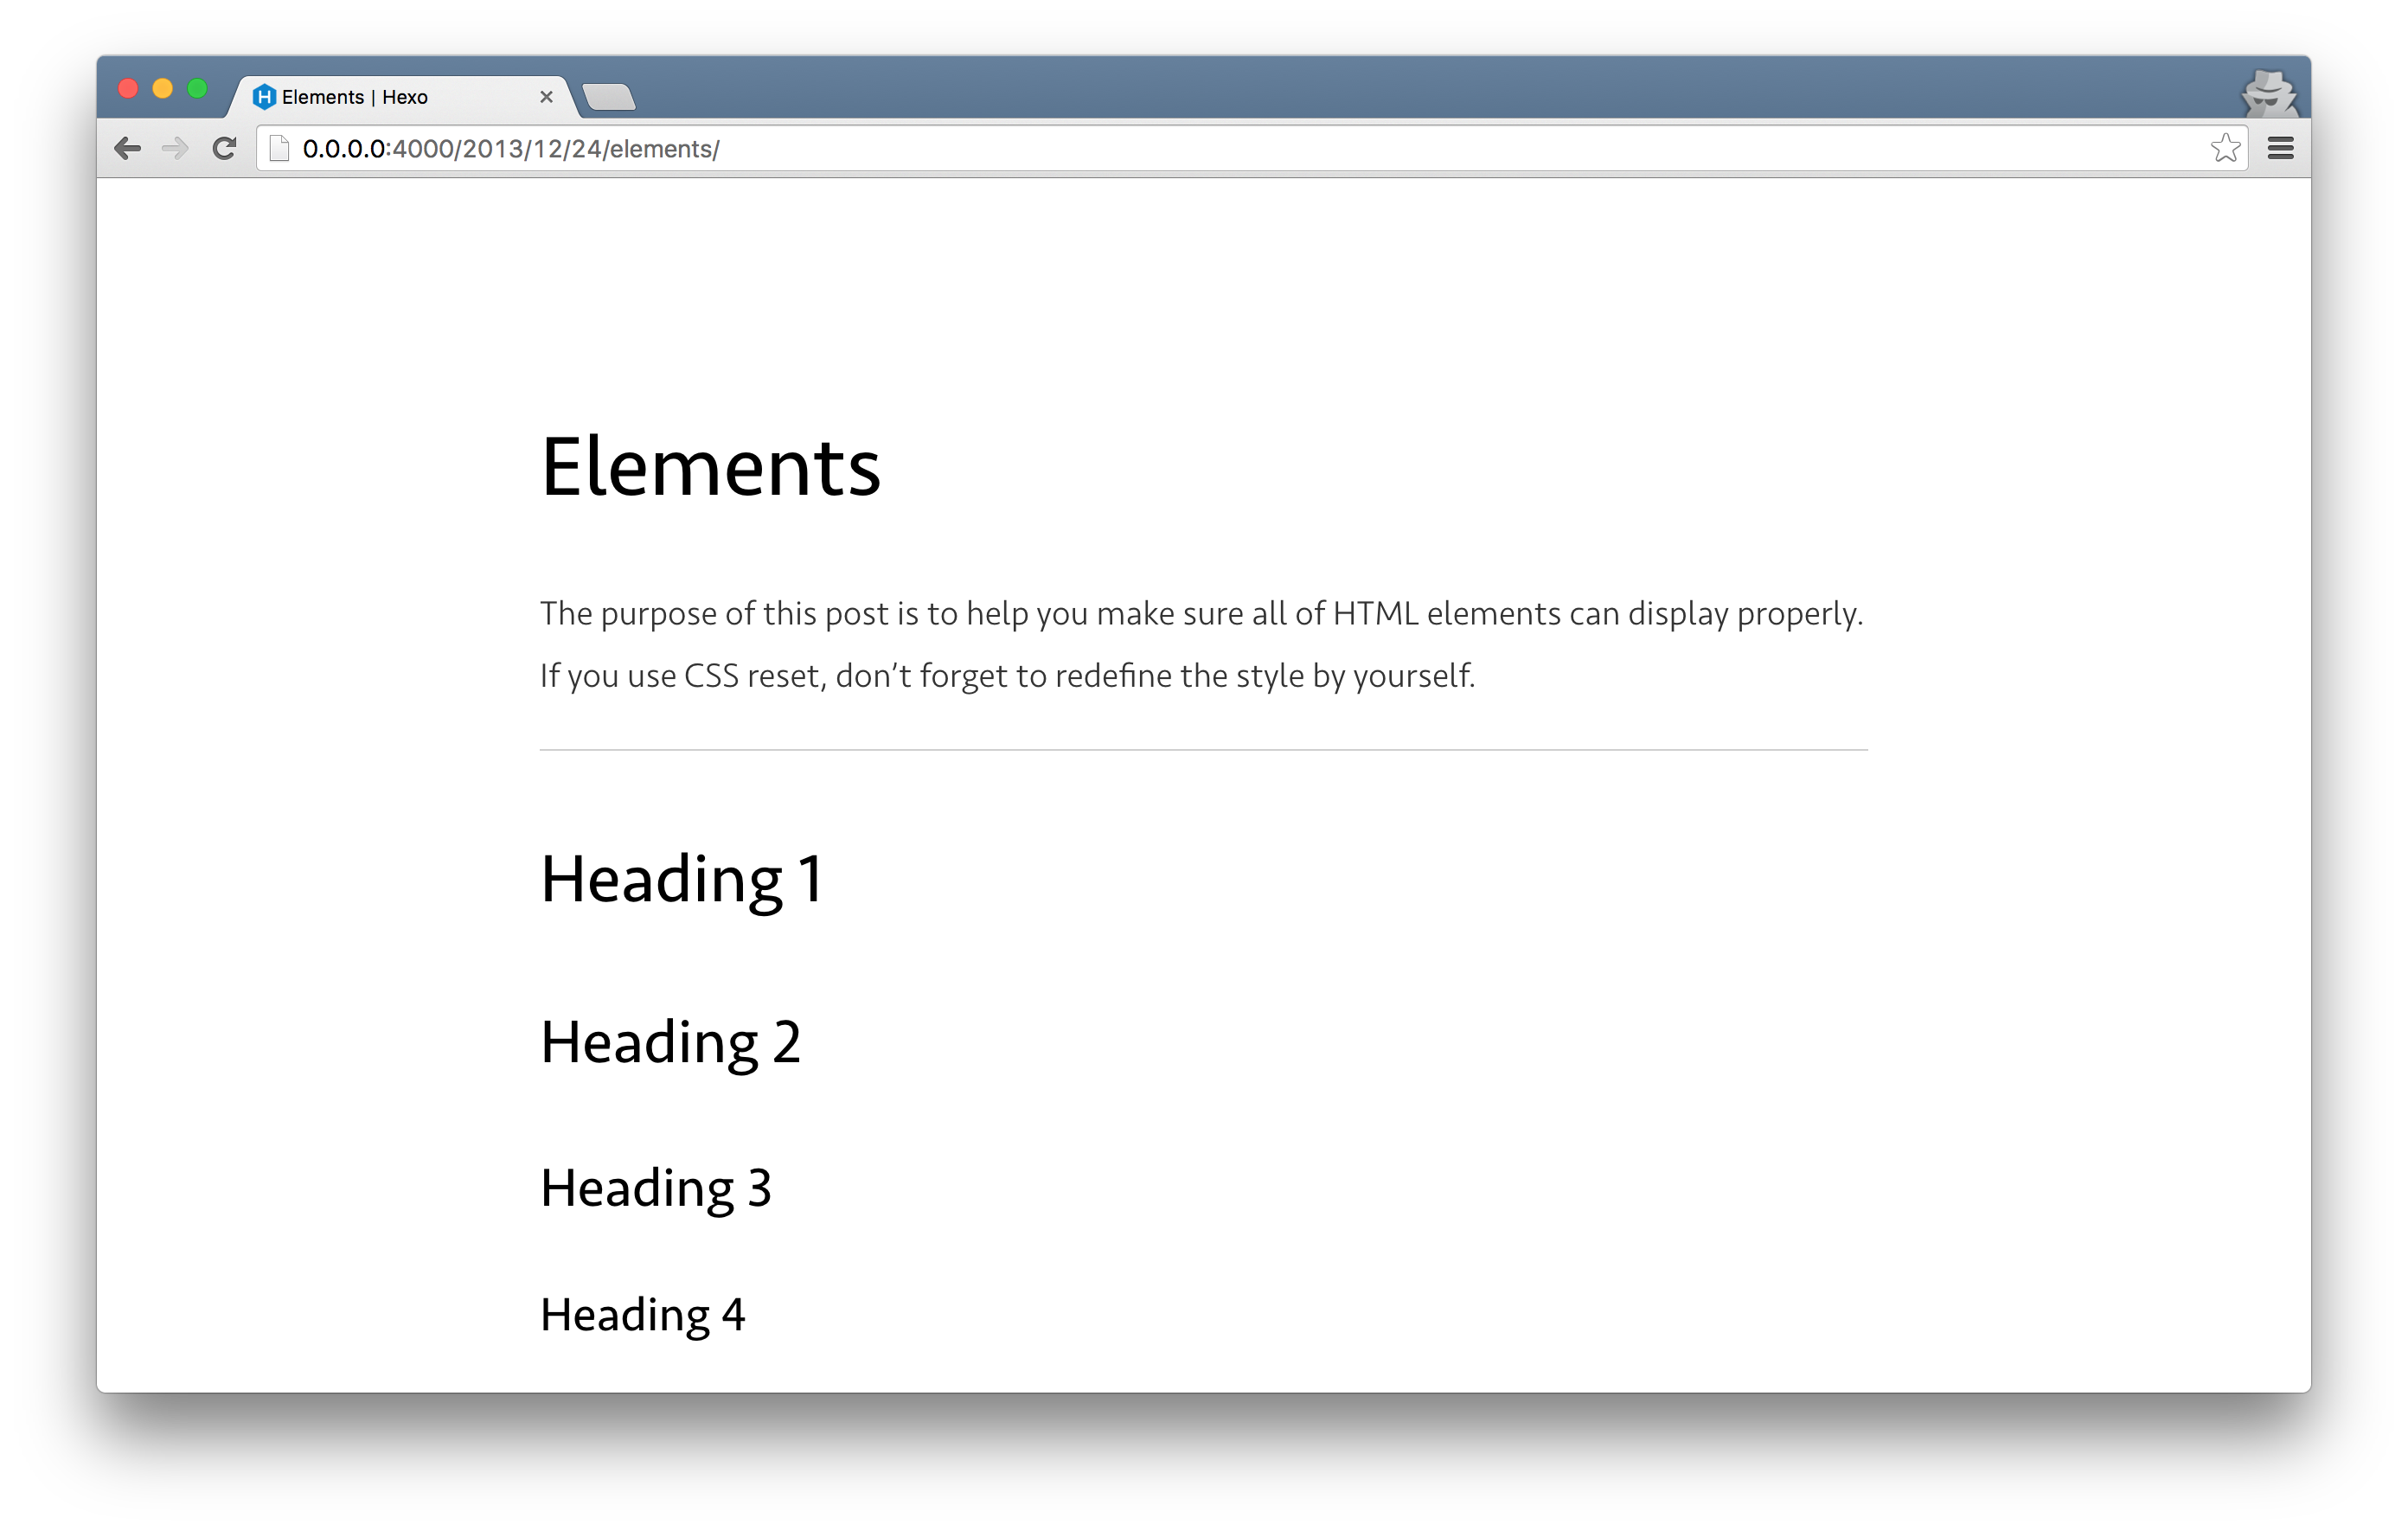 Elements | Hexo
0.0.0.0:4000/2013/12/24/elements/
Elements
The purpose of this post is to help you make sure all of HTML elements can display properly.
If you use CSS reset, don’t forget to redefine the style by yourself.
Heading 1
Heading 2
Heading 3
Heading 4